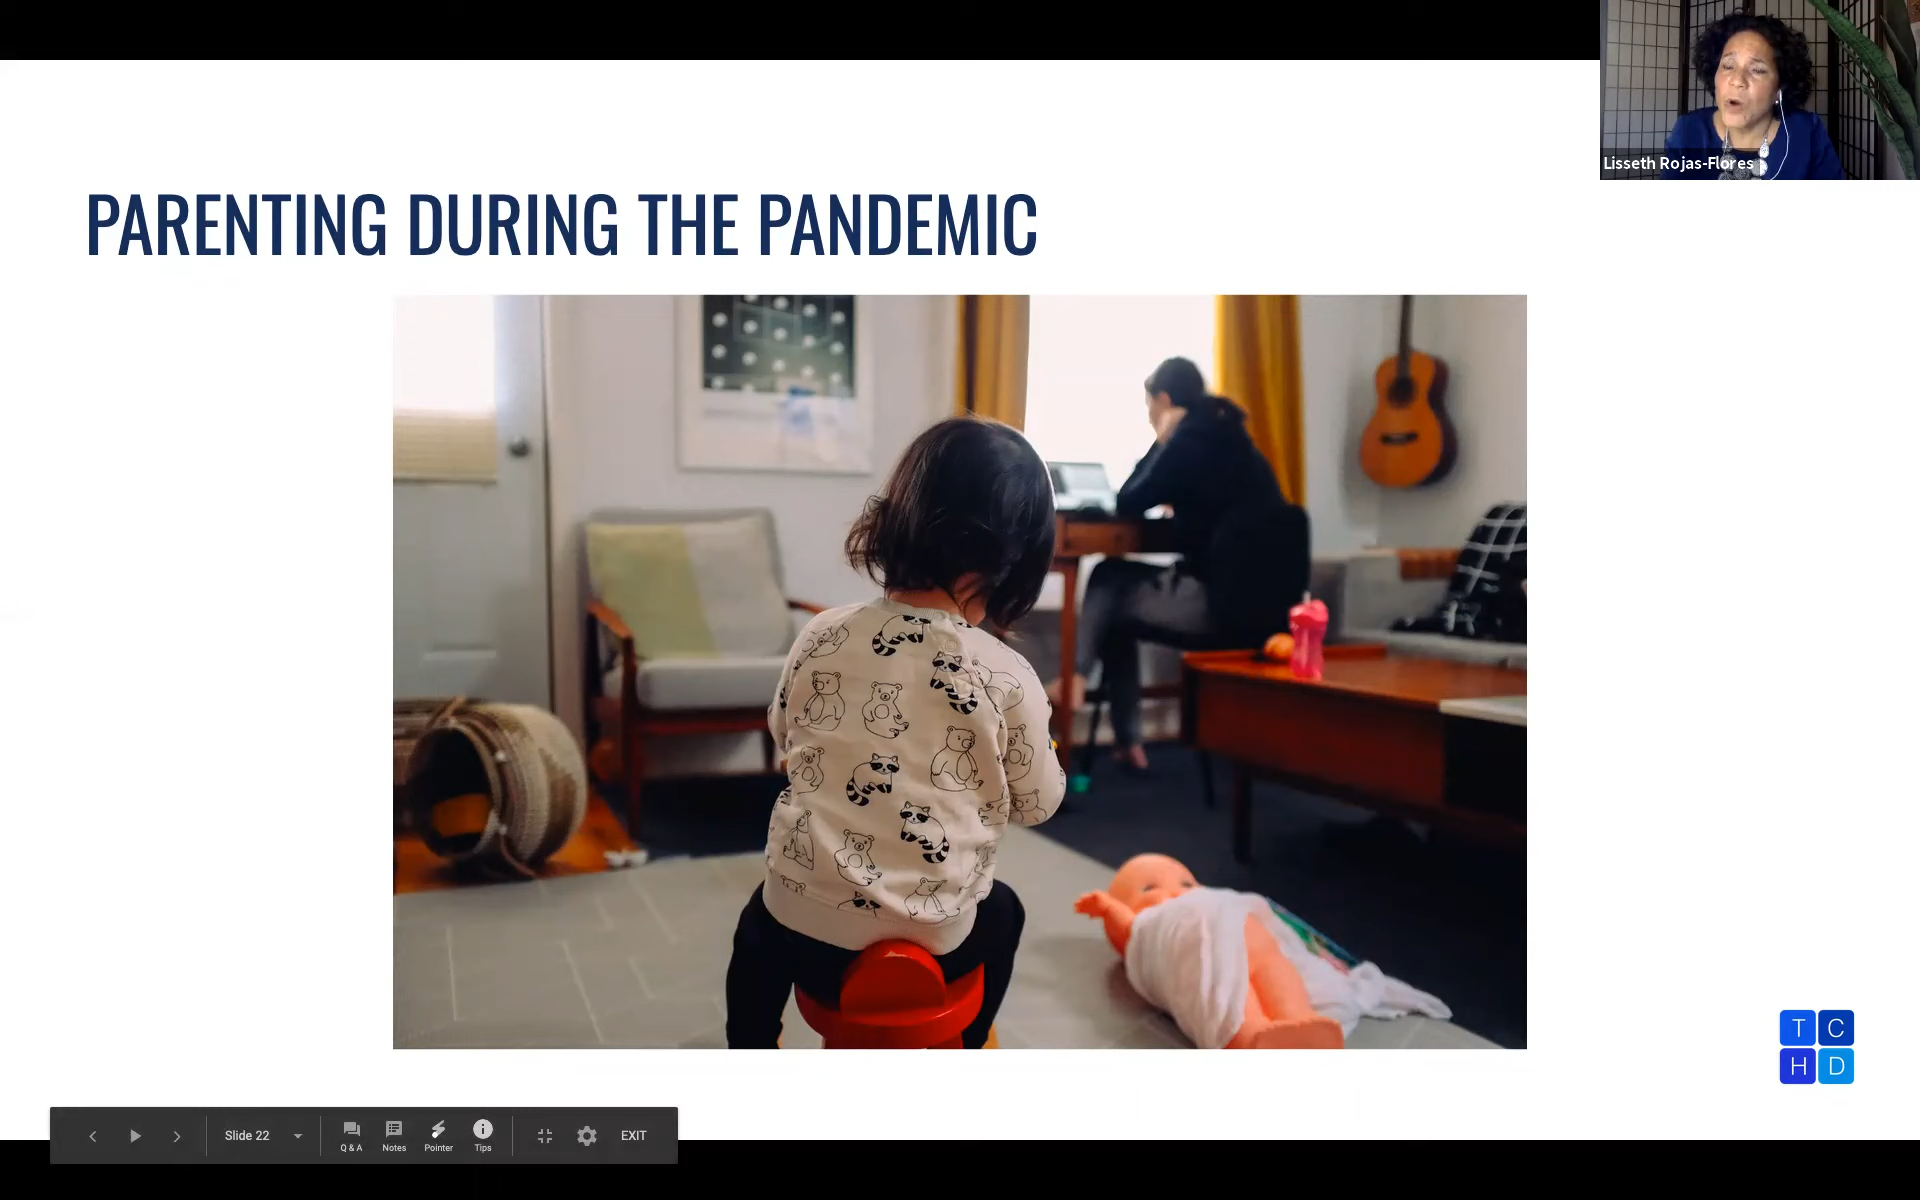 Lisseth Rojas-Flores
PARENTING DURING THE PANDEMIC
T C
H D
Slide 22
Q & A
Notes
Pointer
Tips
EXIT